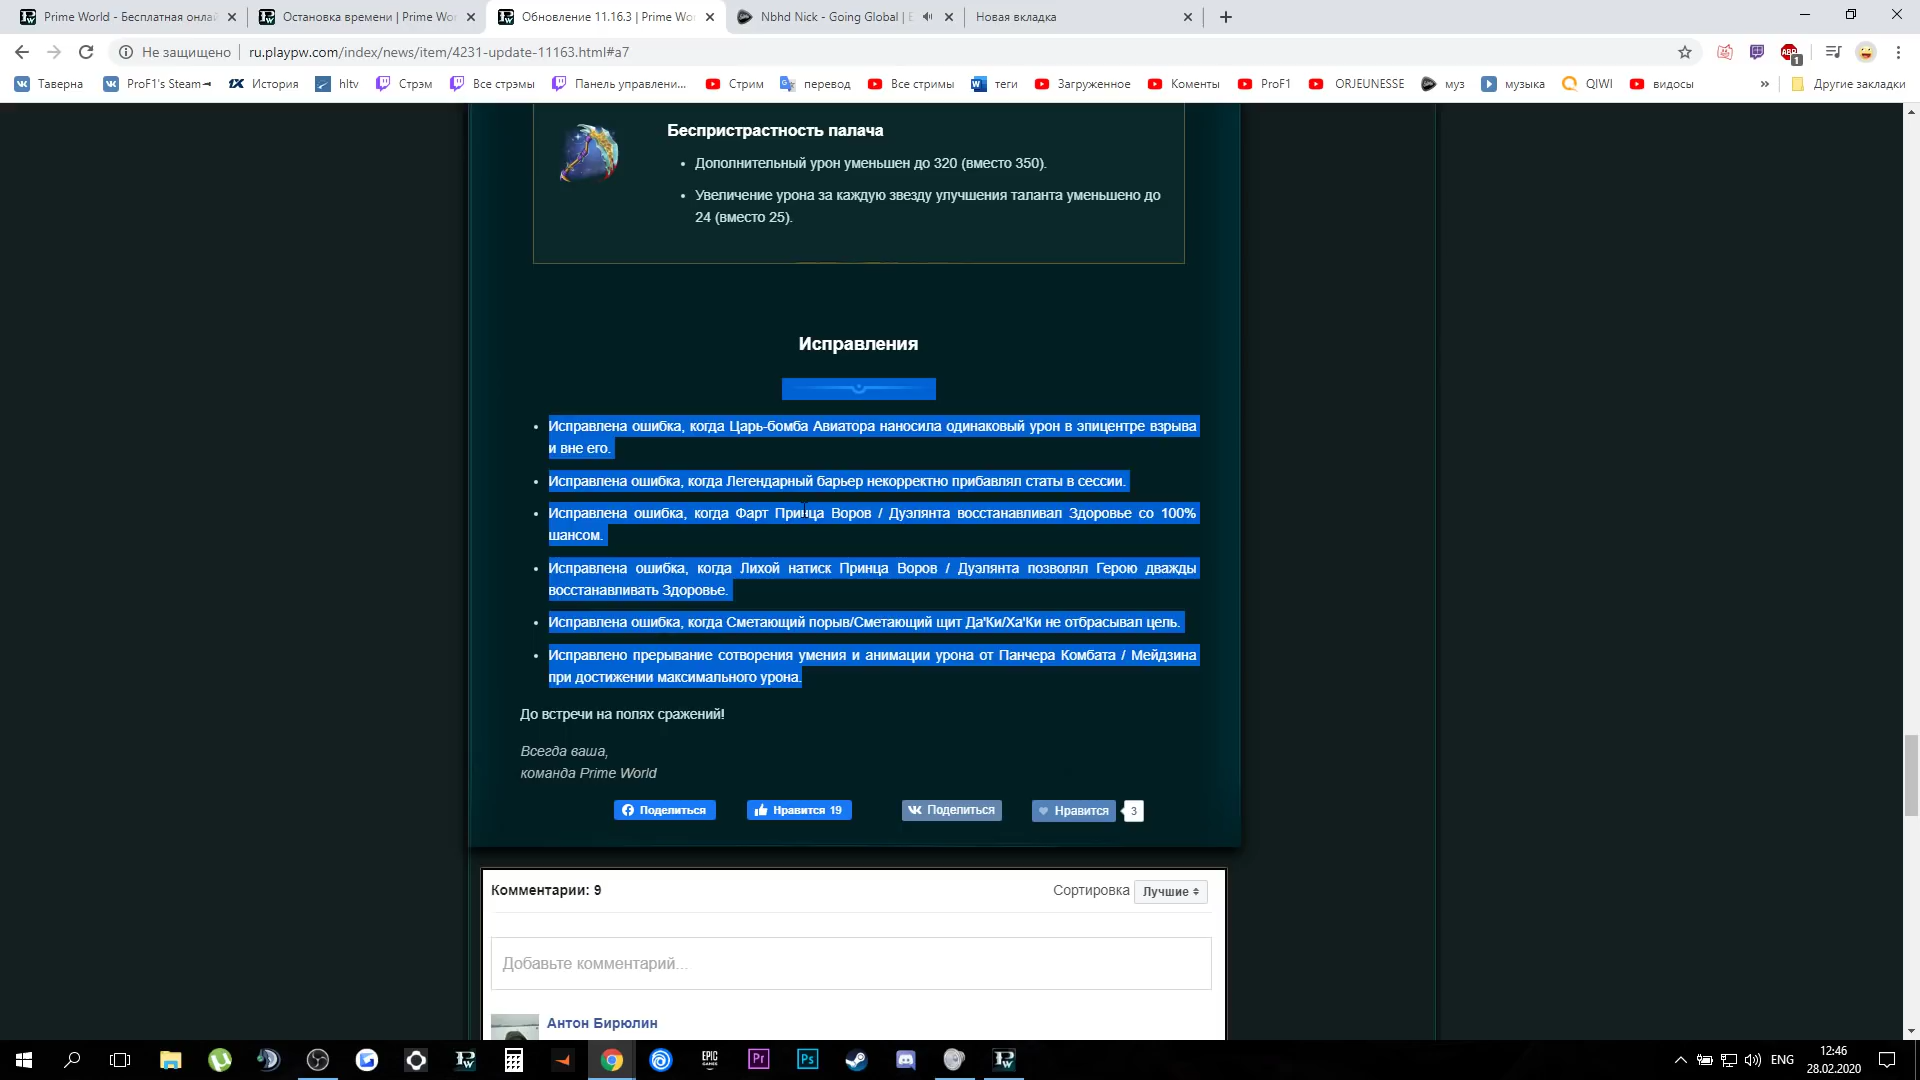 Prime World - Бесплатная онлай
Остановка времени | Prime Wo
Обновление 11.16.3 | Prime Wo
Nbhd Nick - Going Global |
Новая вкладка
Не защищено
ru.playpw.com/index/news/item/4231-update-11163.html#a7
Таверна
ProF1's Steam
История
hltv
Стрэм
Все стрэмы
Панель управлени...
Стрим
перевод
Все стримы
теги
Загруженное
Коменты
ProF1
ORJEUNESSE
муз
музыка
QIWI
видосы
Другие закладки
Беспристрастность палача
Дополнительный урон уменьшен до 320 (вместо 350).
Увеличение урона за каждую звезду улучшения таланта уменьшено до
24 (вместо 25).
Исправления
Исправлена ошибка, когда Царь-бомба Авиатора наносила одинаковый урон в эпицентре взрыва
и вне его.
Исправлена ошибка, когда Легендарный барьер некорректно прибавлял статы в сессии.
Исправлена ошибка, когда Фарт Принца Воров / Дуэлянта восстанавливал Здоровье со 100%
шансом.
Исправлена ошибка, когда Лихой натиск Принца Воров / Дуэлянта позволял Герою дважды
восстанавливать Здоровье.
Исправлена ошибка, когда Сметающий порыв/Сметающий щит Да'Ки/Ха'Ки не отбрасывал цель.
Исправлено прерывание сотворения умения и анимации урона от Панчера Комбата / Мейдзина
при достижении максимального урона.
До встречи на полях сражений!
Всегда ваша,
команда Prime World
Поделиться
Нравится 19
Поделиться
Нравится
3
Комментарии: 9
Сортировка
Лучшие
Добавьте комментарий...
Антон Бирюлин
ENG
12:46
28.02.2020